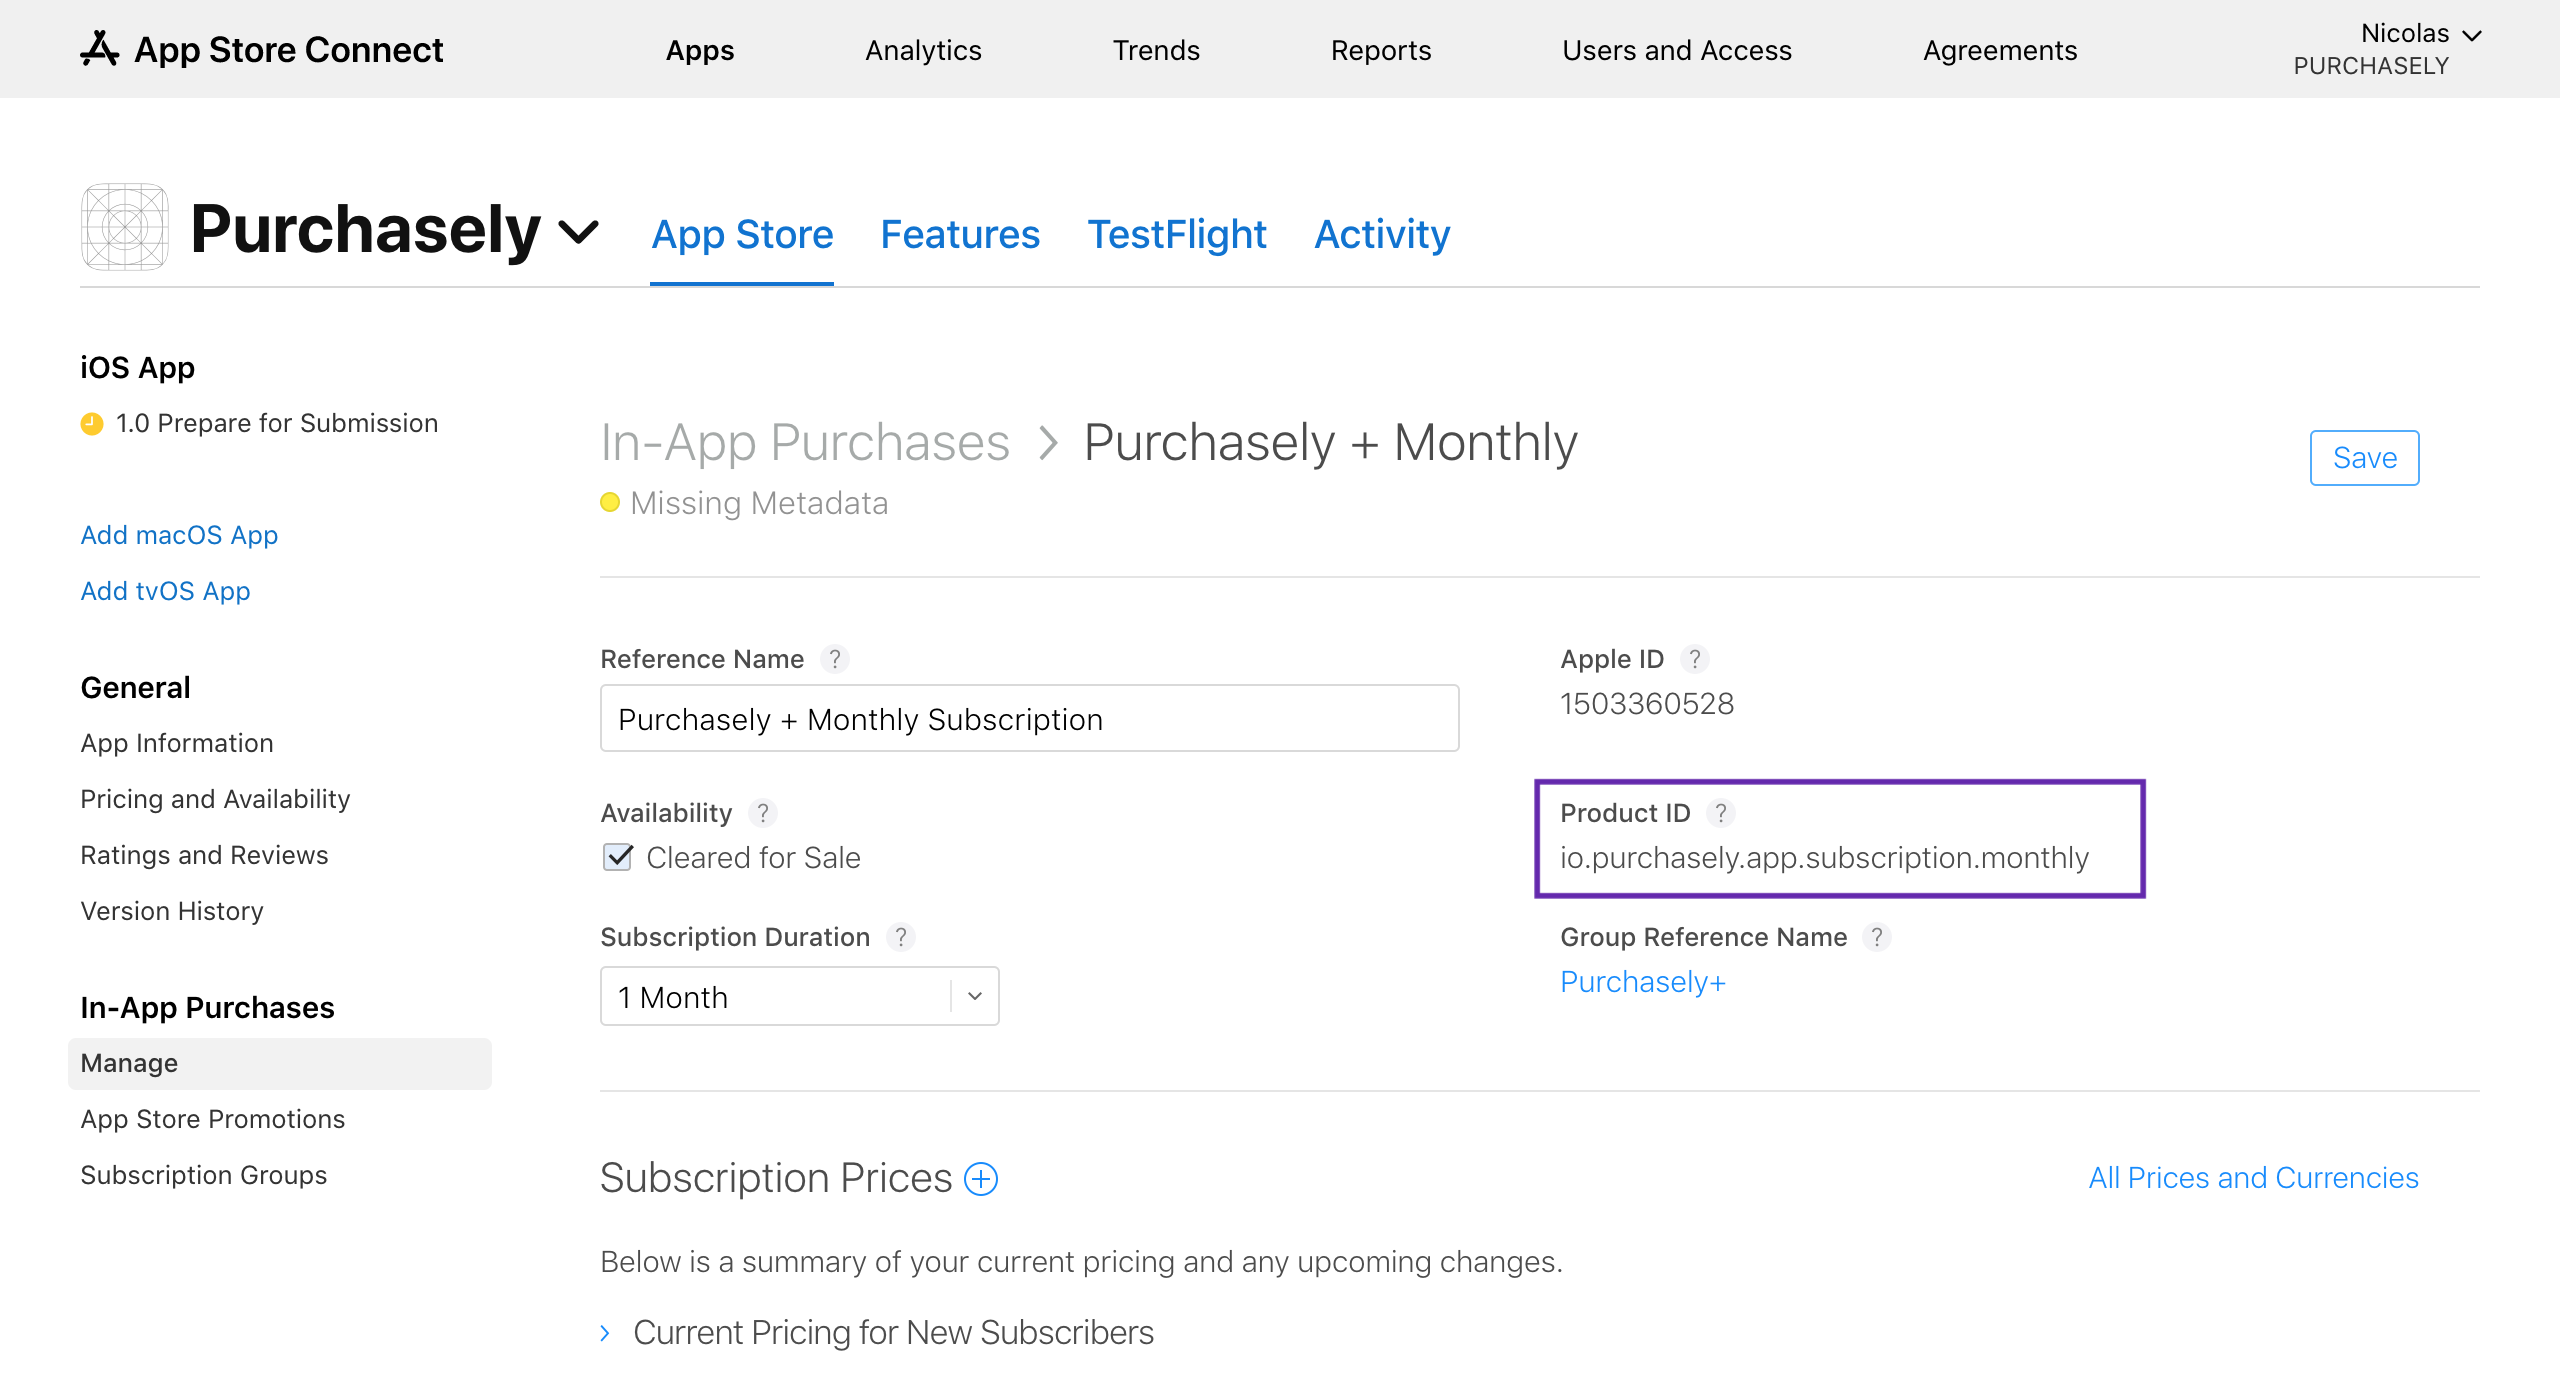 App Store Connect
Apps
Analytics
Trends
Reports
Users and Access
Agreements
Nicolas
PURCHASELY
Purchasely
App Store
Features
TestFlight
Activity
iOS App
1.0 Prepare for Submission
Add macOS App
Add tvOS App
General
App Information
Pricing and Availability
Ratings and Reviews
Version History
In-App Purchases
Manage
App Store Promotions
Subscription Groups
In-App Purchases > Purchasely + Monthly
Missing Metadata
Save
Reference Name ?
Purchasely + Monthly Subscription
Apple ID ?
1503360528
Availability ?
Cleared for Sale
Product ID ?
io.purchasely.app.subscription.monthly
Subscription Duration ?
1 Month
Group Reference Name ?
Purchasely+
Subscription Prices
All Prices and Currencies
Below is a summary of your current pricing and any upcoming changes.
Current Pricing for New Subscribers